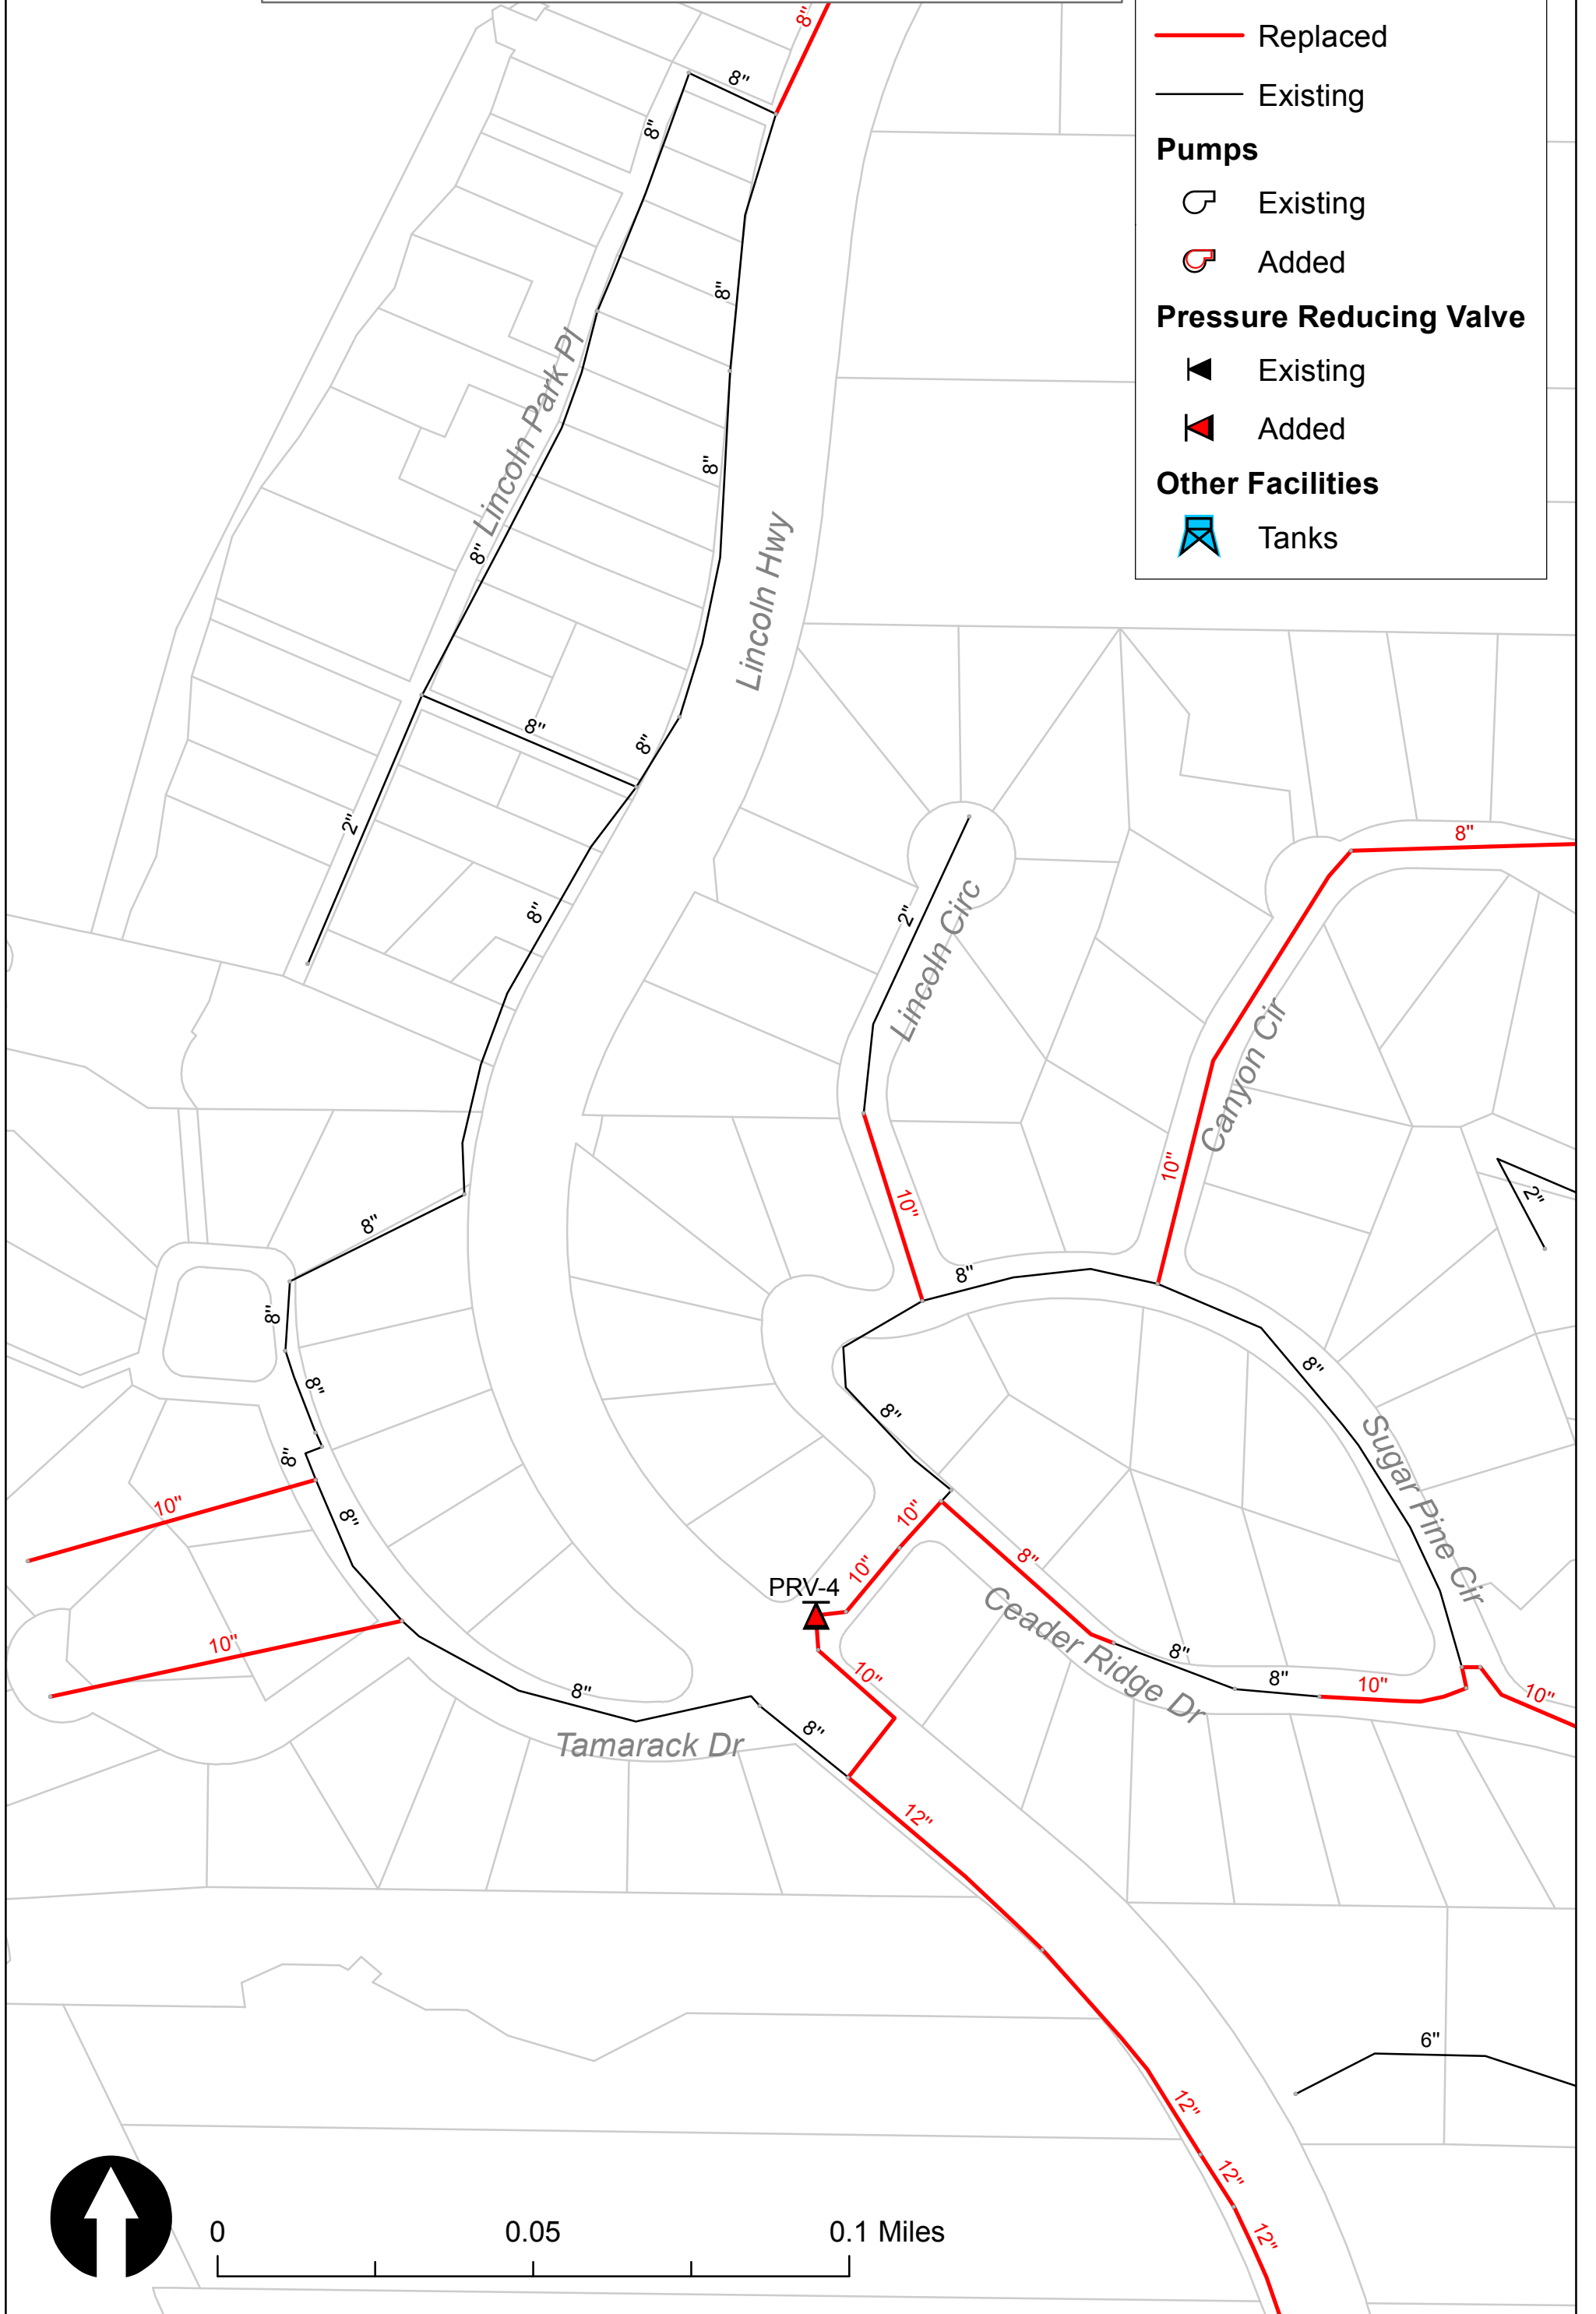 Replaced
Existing
Pumps
Existing
Added
Pressure Reducing Valve
Existing
Added
Other Facilities
Tanks
8"
8"
8"
8"
8"
Lincoln Park Pl
8"
Lincoln Hwy
8"
8"
2"
8"
8"
2"
Lincoln Circ
Canyon Cir
10"
10"
2"
8"
8"
8"
8"
8"
8"
Sugar Pine Cir
8"
8"
10"
8"
10"
10"
8"
PRV-4
Ceader Ridge Dr
10"
10"
8"
8"
10"
10"
8"
8"
Tamarack Dr
12"
6"
12"
12"
12"
0
0.05
0.1 Miles